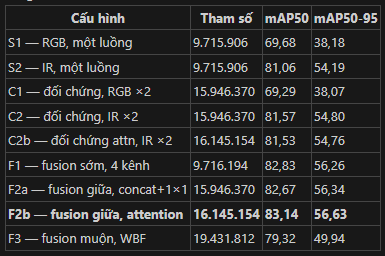 Cấu hình Tham số mAP50 mAP50-95
S1 — RGB, một luồng 9.715.906 69,68 38,18
S2 — IR, một luồng 9.715.906 81,06 54,19
C1 — đối chứng, RGB ×2 15.946.370 69,29 38,07
C2 — đối chứng, IR ×2 15.946.370 81,57 54,80
C2b — đối chứng attn, IR ×2 16.145.154 81,53 54,76
F1 — fusion sớm, 4 kênh 9.716.194 82,83 56,26
F2a — fusion giữa, concat+1×1 15.946.370 82,67 56,34
F2b — fusion giữa, attention 16.145.154 83,14 56,63
F3 — fusion muộn, WBF 19.431.812 79,32 49,94